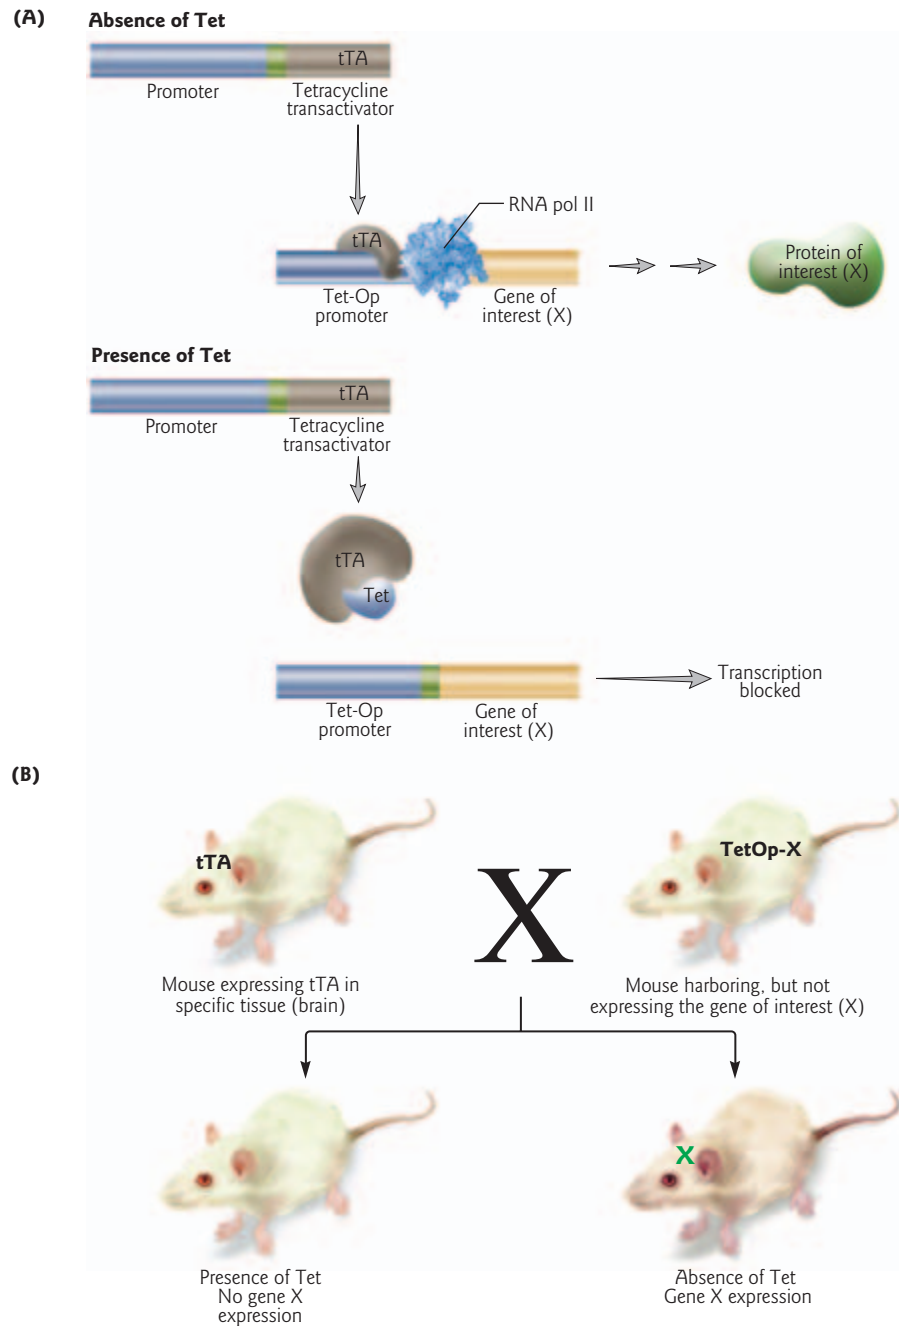 (A)
Absence of Tet
tTA
Promoter
Tetracycline
transactivator
RNA pol II
tTA
Protein of
interest (X)
Tet-Op
promoter
Gene of
interest (X)
Presence of Tet
tTA
Promoter
Tetracycline
transactivator
tTA
Tet
Transcription
blocked
Tet-Op
promoter
Gene of
interest (X)
(B)
tTA
X
TetOp-X
Mouse expressing tTA in
specific tissue (brain)
Mouse harboring, but not
expressing the gene of interest (X)
X
Presence of Tet
No gene X
expression
Absence of Tet
Gene X expression